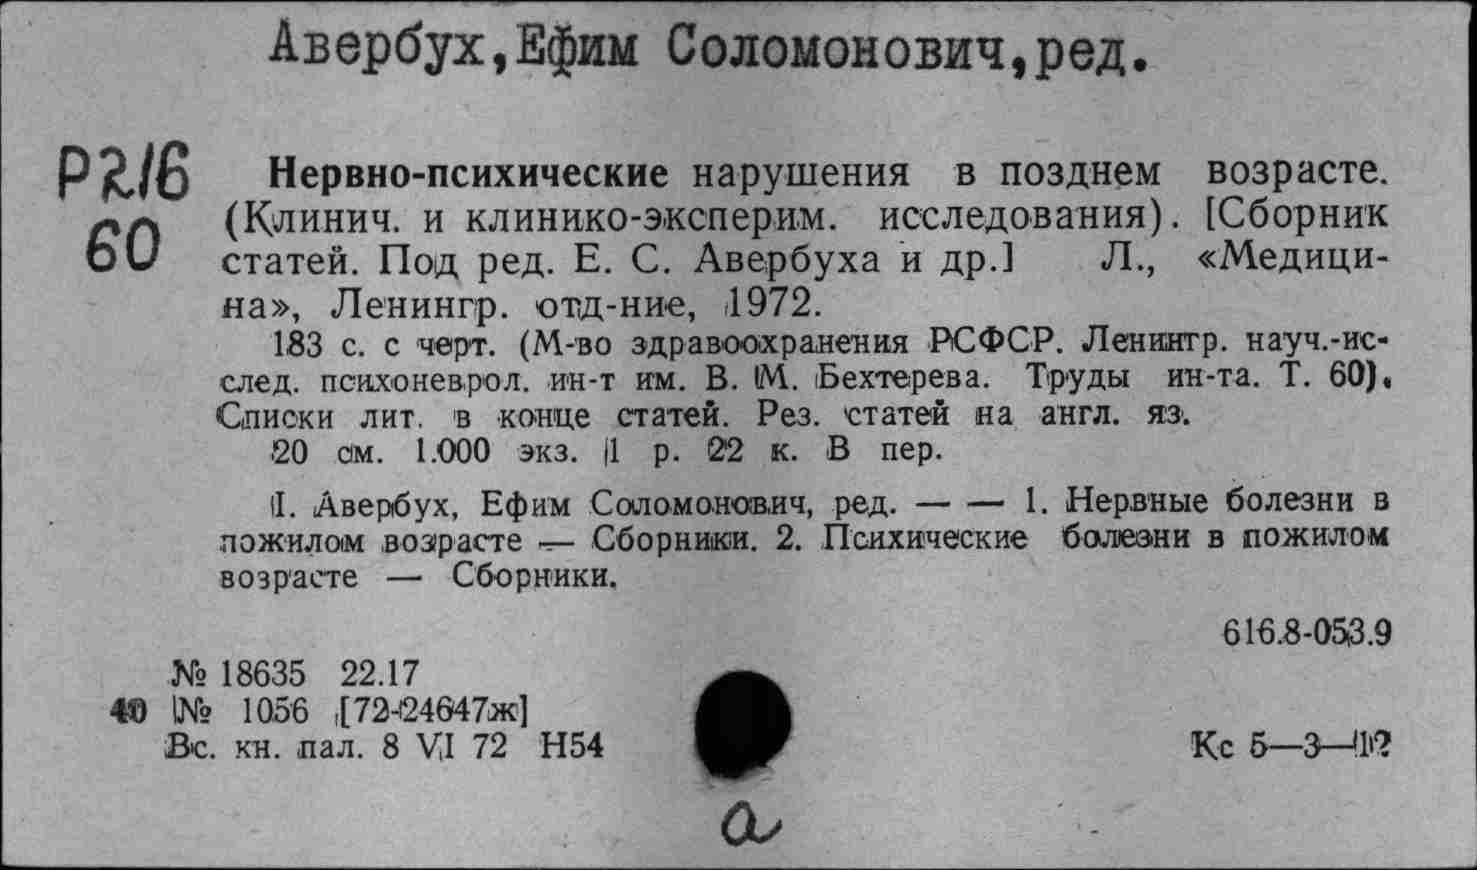 Авербух,Ефим Соломонович,ред.
Р2/6
60
Нервно-психические нарушения в позднем возрасте.
(Клинич. и клинико-эксперим. исследования). [Сборник
статей. Под ред. Е. С. Авербуха и др.] Л., «Медици-
на», Ленингр. отд-ние, 1972.
183 с. с черт. (М-во здравоохранения РСФСР. Ленингр. науч.-ис-
след. психоневрол. ин-т им. В. М. Бехтерева. Труды ин-та. Т. 60).
Списки лит. в конце статей. Рез. статей на англ. яз.
20 см. 1.000 экз. 1 р. 22 к. В пер.
I. Авербух, Ефим Соломонович, ред. — — 1. Нервные болезни в
пожилом возрасте — Сборники. 2. Психические болезни в пожилом
возрасте — Сборники.
616.8-053.9
№ 18635 22.17
40 № 1056 [72-24647ж]
Вс. кн. пал. 8 VI 72 Н54
Кс 5—3—12
а